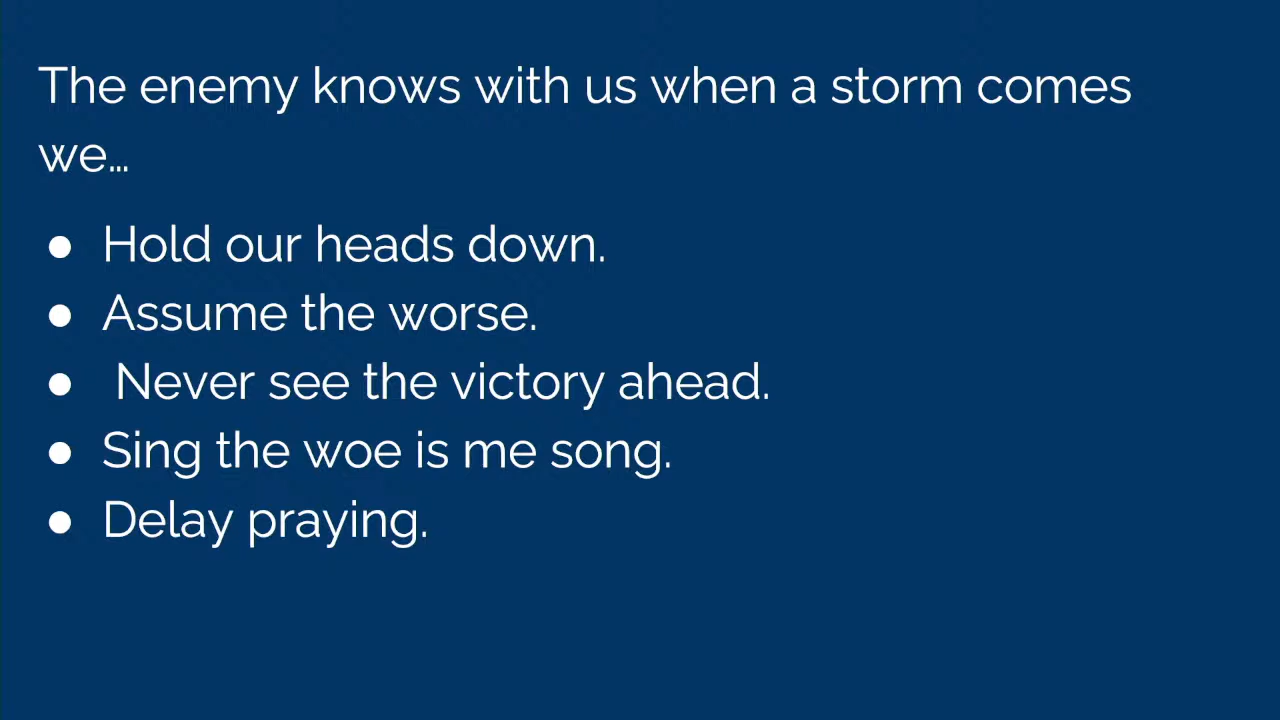 The enemy knows with us when a storm comes
we…
● Hold our heads down.
● Assume the worse.
● Never see the victory ahead.
● Sing the woe is me song.
● Delay praying.